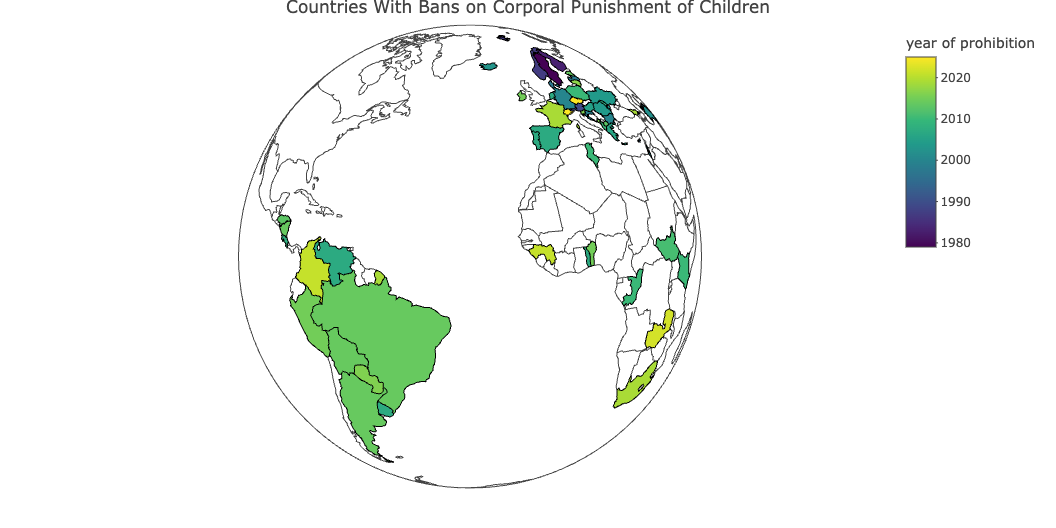 Countries With Bans on Corporal Punishment of Children
year of prohibition
2020
2010
2000
1990
1980